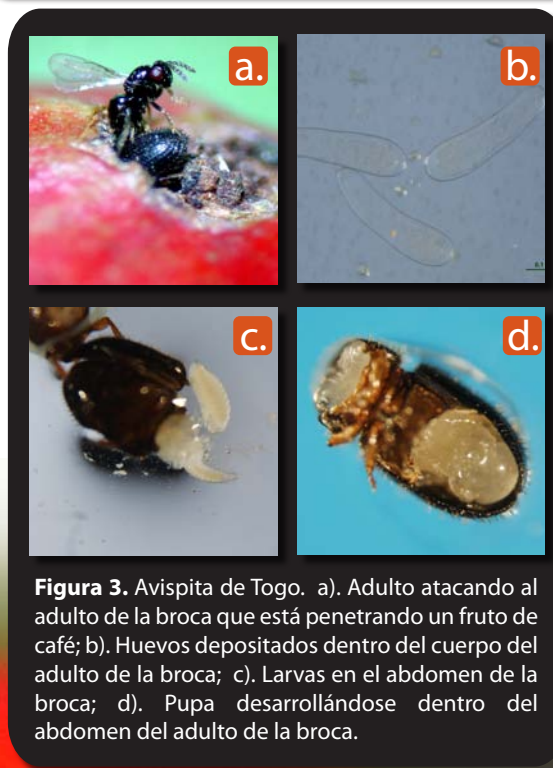 a.
b.
0.1
c.
d.
Figura 3. Avispita de Togo. a). Adulto atacando al
adulto de la broca que está penetrando un fruto de
café; b). Huevos depositados dentro del cuerpo del
adulto de la broca; c). Larvas en el abdomen de la
broca; d). Pupa desarrollándose dentro del
abdomen del adulto de la broca.